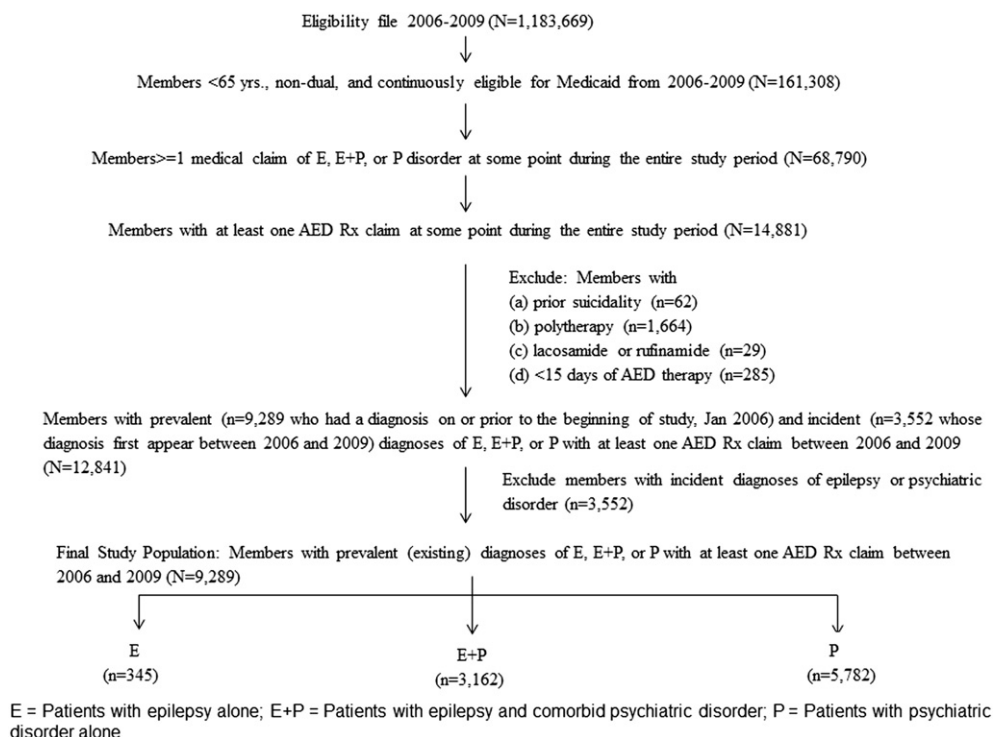 Eligibility file 2006-2009 (N=1,183,669)
Members <65 yrs., non-dual, and continuously eligible for Medicaid from 2006-2009 (N=161,308)
Members>=1 medical claim of E, E+P, or P disorder at some point during the entire study period (N=68,790)
Members with at least one AED Rx claim at some point during the entire study period (N=14,881)
Exclude: Members with
(a) prior suicidality (n=62)
(b) polytherapy (n=1,664)
(c) lacosamide or rufinamide (n=29)
(d) <15 days of AED therapy (n=285)
Members with prevalent (n=9,289 who had a diagnosis on or prior to the beginning of study, Jan 2006) and incident (n=3,552 whose
diagnosis first appear between 2006 and 2009) diagnoses of E, E+P, or P with at least one AED Rx claim between 2006 and 2009
(N=12,841)
Exclude members with incident diagnoses of epilepsy or psychiatric
disorder (n=3,552)
Final Study Population: Members with prevalent (existing) diagnoses of E, E+P, or P with at least one AED Rx claim between
2006 and 2009 (N=9,289)
E
(n=345)
E+P
(n=3,162)
P
(n=5,782)
E = Patients with epilepsy alone; E+P = Patients with epilepsy and comorbid psychiatric disorder; P = Patients with psychiatric
disorder alone